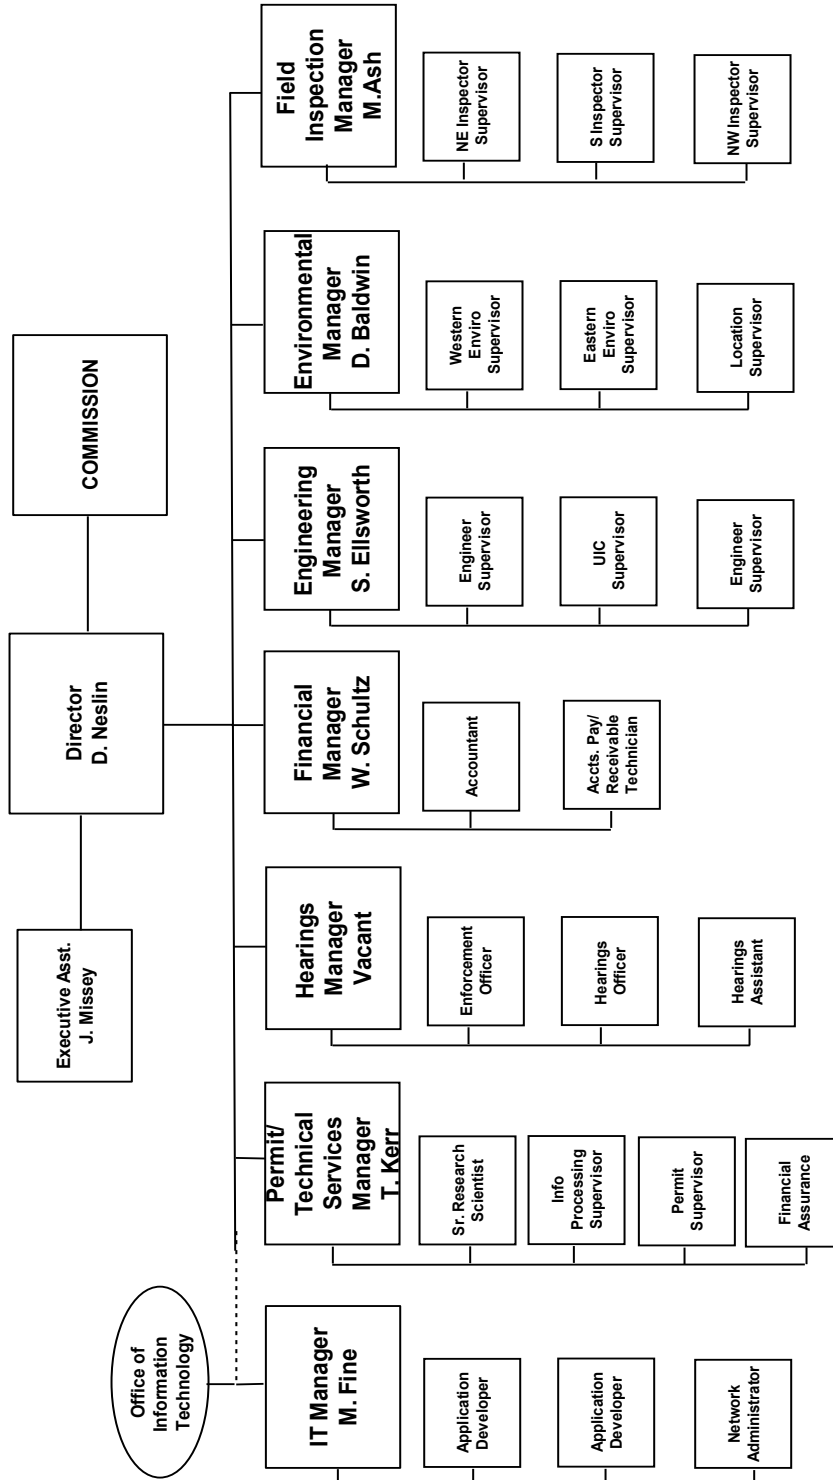 COMMISSION
Director
D. Neslin
Executive Asst.
J. Missey
Office of
Information
Technology
IT Manager
M. Fine
Application
Developer
Application
Developer
Network
Administrator
Permit/
Technical
Services
Manager
T. Kerr
Sr. Research
Scientist
Info
Processing
Supervisor
Permit
Supervisor
Financial
Assurance
Hearings
Manager
Vacant
Enforcement
Officer
Hearings
Officer
Hearings
Assistant
Financial
Manager
W. Schultz
Accountant
Accts. Pay/
Receivable
Technician
Engineering
Manager
S. Ellsworth
Engineer
Supervisor
UIC
Supervisor
Engineer
Supervisor
Environmental
Manager
D. Baldwin
Western
Enviro
Supervisor
Eastern
Enviro
Supervisor
Location
Supervisor
Field
Inspection
Manager
M.Ash
NE Inspector
Supervisor
S Inspector
Supervisor
NW Inspector
Supervisor